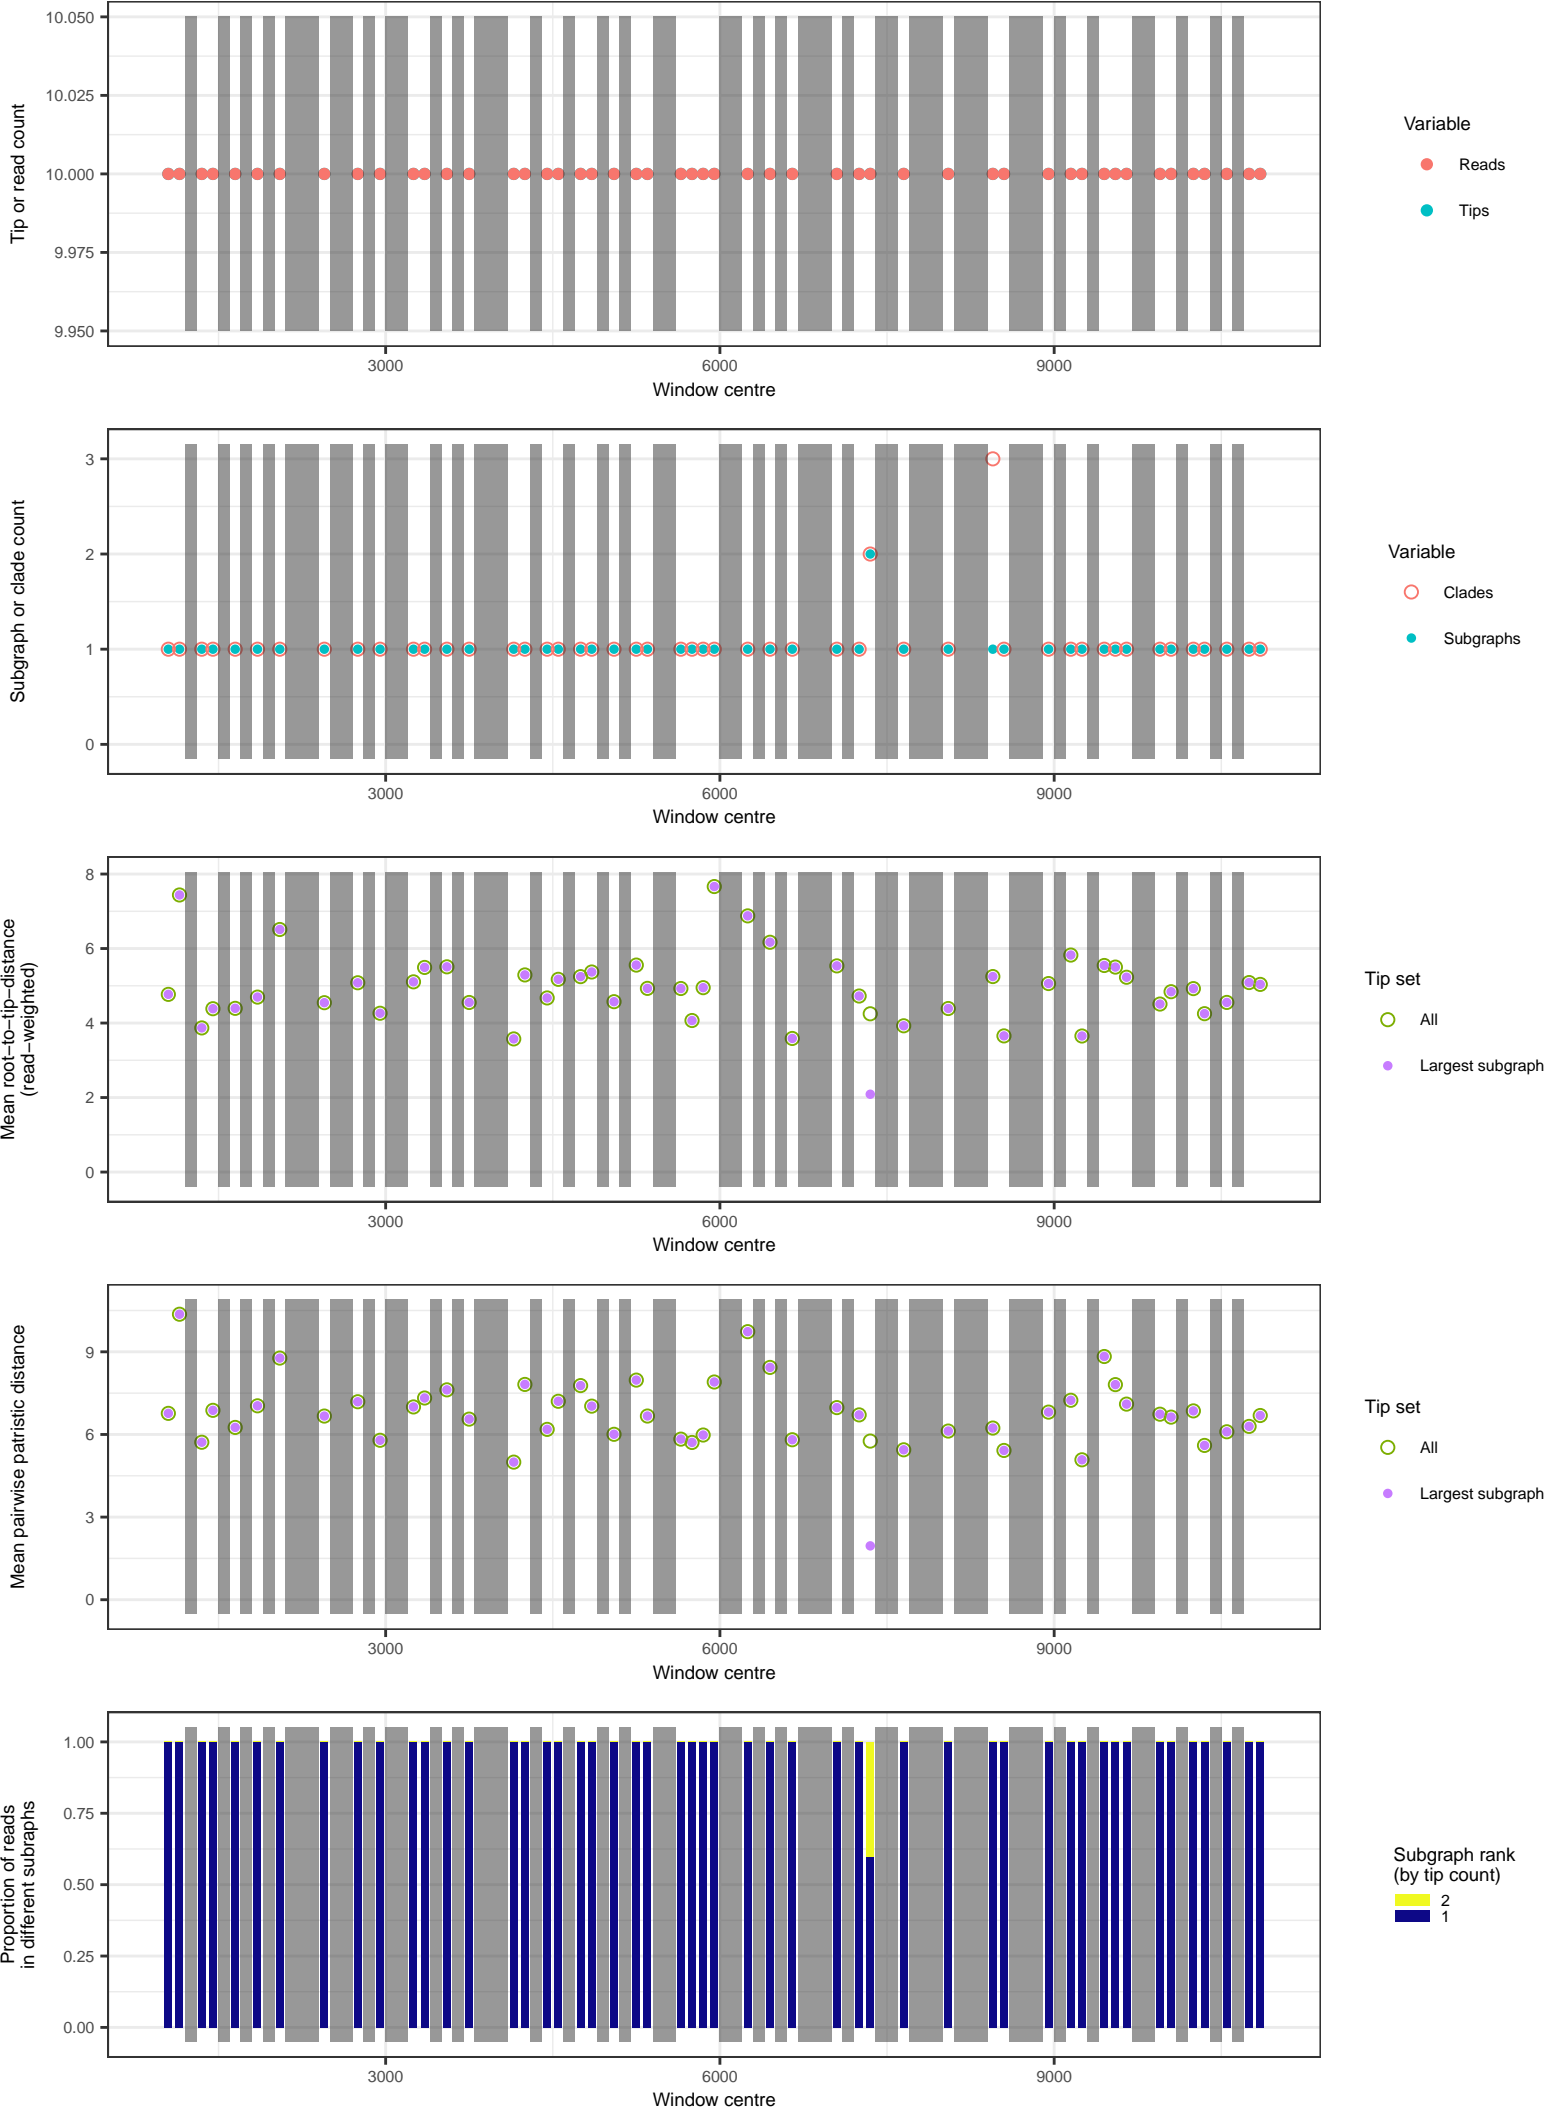 10.050
10.025
10.000
9.975
9.950
Tip or read count
3000
6000
9000
Window centre
Variable
Reads
Tips
3
2
1
0
Subgraph or clade count
3000
6000
9000
Window centre
Variable
Clades
Subgraphs
8
6
4
2
0
Mean root−to−tip−distance
(read−weighted)
3000
6000
9000
Window centre
Tip set
All
Largest subgraph
9
6
3
0
Mean pairwise patristic distance
3000
6000
9000
Window centre
Tip set
All
Largest subgraph
1.00
0.75
0.50
0.25
0.00
Proportion of reads
in different subraphs
3000
6000
9000
Window centre
Subgraph rank
(by tip count)
2
1